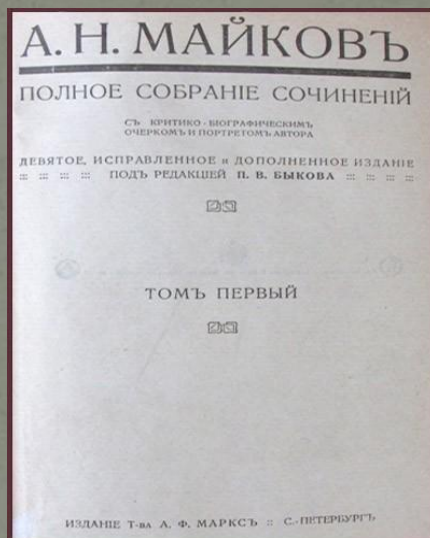 А. Н. МАЙКОВЪ
ПОЛНОЕ СОБРАНІЕ СОЧИНЕНІЙ
СЪ КРИТИКО-БІОГРАФИЧЕСКИМЪ
ОЧЕРКОМЪ И ПОРТРЕТОМЪ АВТОРА
ДЕВЯТОЕ, ИСПРАВЛЕННОЕ и ДОПОЛНЕННОЕ ИЗДАНІЕ
:: :: :: :: ПОДЪ РЕДАКЦІЕЙ П. В. БЫКОВА :: :: :: ::
ТОМЪ ПЕРВЫЙ
ИЗДАНІЕ Т-ва А. Ф. МАРКСЪ :: С.-ПЕТЕРБУРГЪ